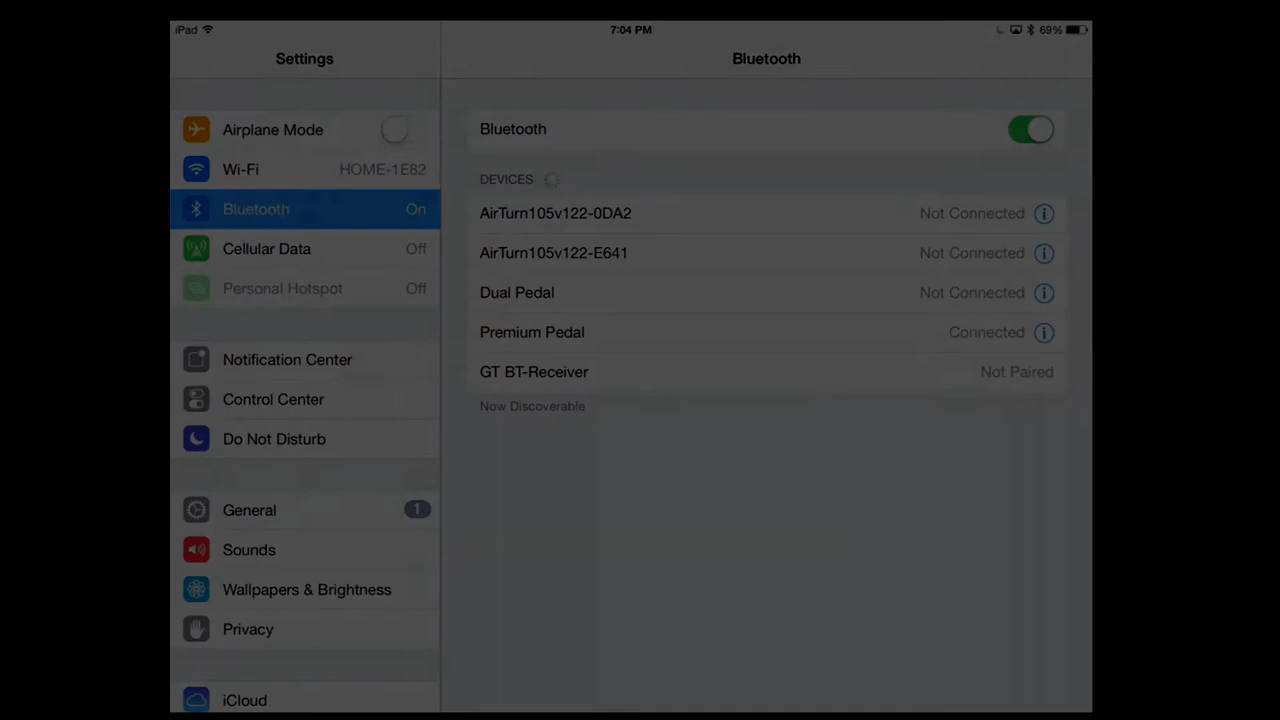 iPad 7:04 PM 69%
Settings
Bluetooth
Airplane Mode
Wi-Fi HOME-1E82
Bluetooth On
Cellular Data Off
Personal Hotspot Off
Notification Center
Control Center
Do Not Disturb
General 1
Sounds
Wallpapers & Brightness
Privacy
iCloud
Bluetooth
DEVICES
AirTurn105v122-0DA2 Not Connected
AirTurn105v122-E641 Not Connected
Dual Pedal Not Connected
Premium Pedal Connected
GT BT-Receiver Not Paired
Now Discoverable